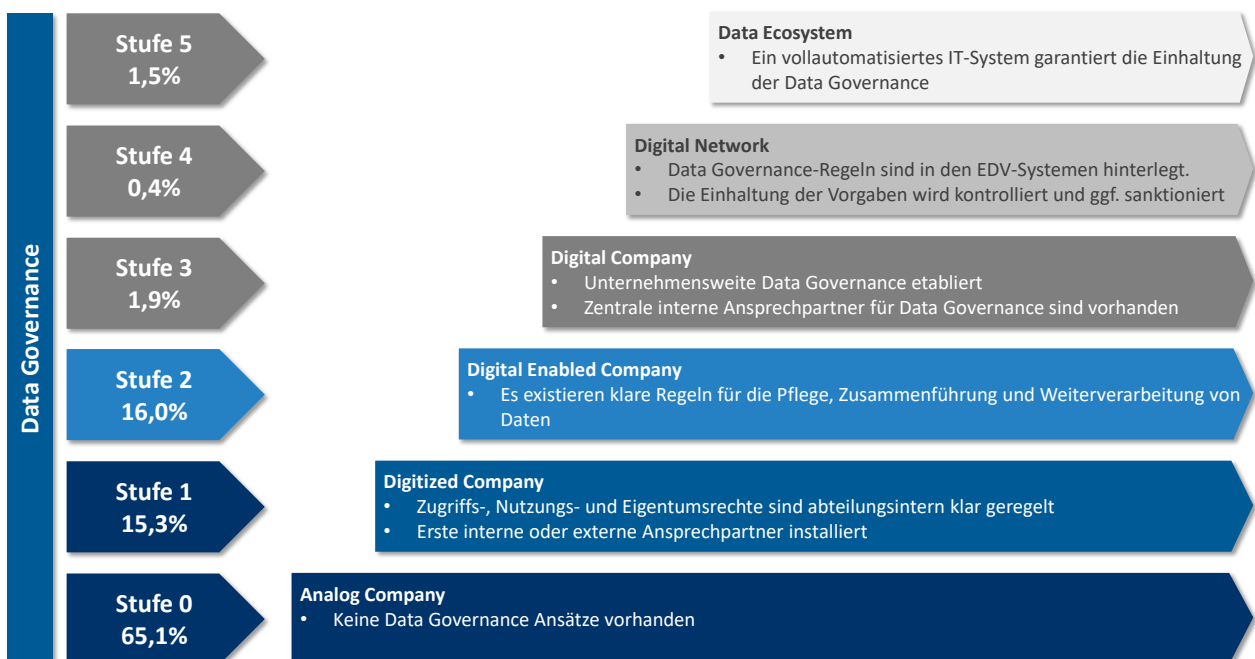 Data Governance
Stufe 5
1,5%
Data Ecosystem
• Ein vollautomatisiertes IT-System garantiert die Einhaltung
der Data Governance
Stufe 4
0,4%
Digital Network
• Data Governance-Regeln sind in den EDV-Systemen hinterlegt.
• Die Einhaltung der Vorgaben wird kontrolliert und ggf. sanktioniert
Stufe 3
1,9%
Digital Company
• Unternehmensweite Data Governance etabliert
• Zentrale interne Ansprechpartner für Data Governance sind vorhanden
Stufe 2
16,0%
Digital Enabled Company
• Es existieren klare Regeln für die Pflege, Zusammenführung und Weiterverarbeitung von
Daten
Stufe 1
15,3%
Digitized Company
• Zugriffs-, Nutzungs- und Eigentumsrechte sind abteilungsintern klar geregelt
• Erste interne oder externe Ansprechpartner installiert
Stufe 0
65,1%
Analog Company
• Keine Data Governance Ansätze vorhanden